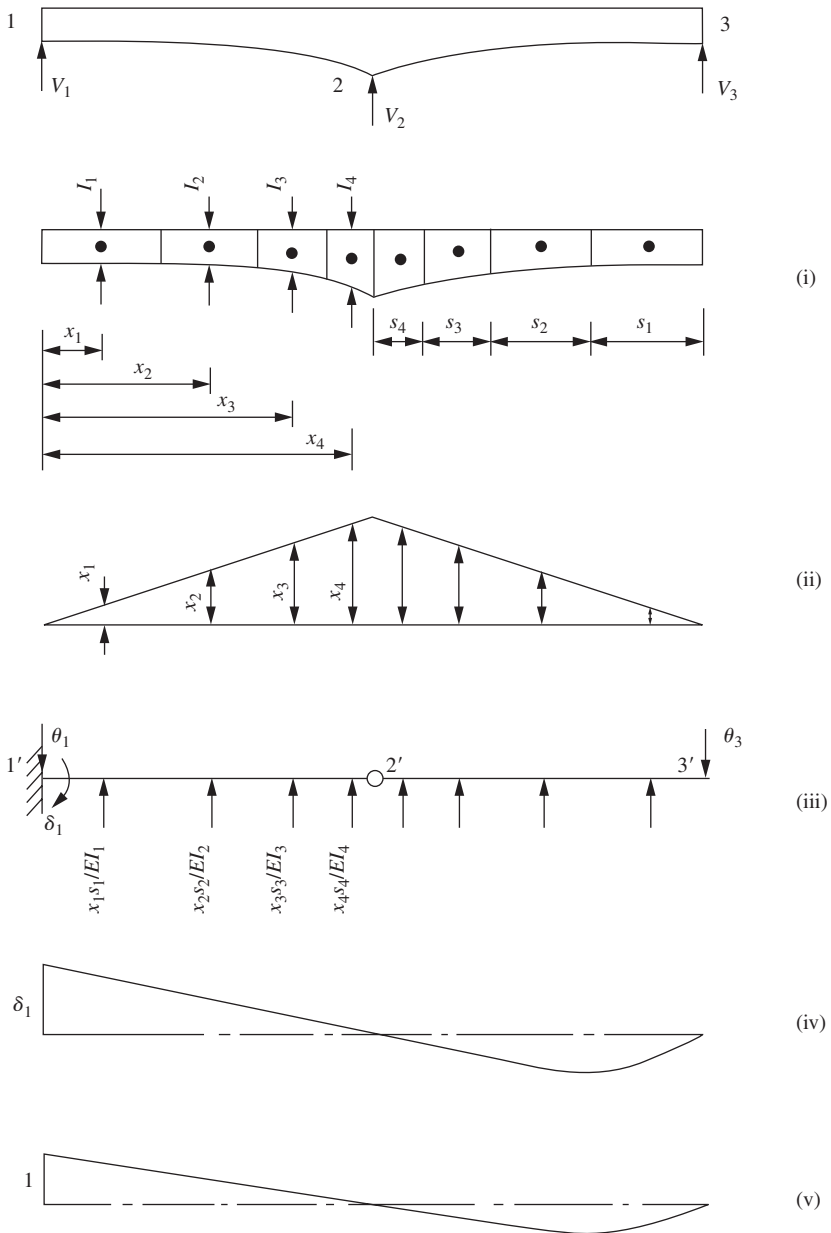 1
3
2
V₁
V₂
V₃
I₁
I₂
I₃
I₄
(i)
x₁
s₄
s₃
s₂
s₁
x₂
x₃
x₄
x₁
x₂
x₃
x₄
(ii)
θ₁
θ₃
1′
2′
3′
(iii)
δ₁
x₁s₁/EI₁
x₂s₂/EI₂
x₃s₃/EI₃
x₄s₄/EI₄
δ₁
(iv)
1
(v)